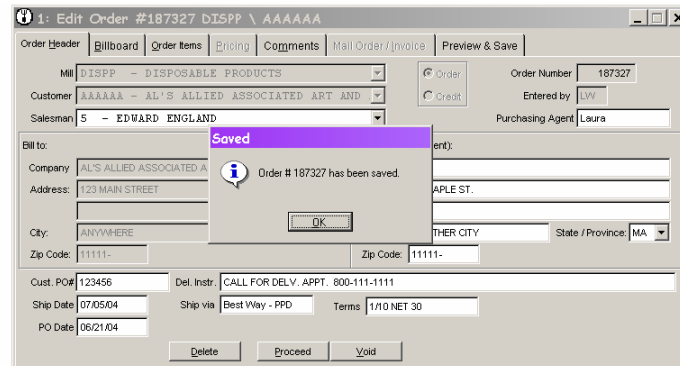 1: Edit Order #187327 DISPP \ AAAAAA
Order Header Billboard Order Items Pricing Comments Mail Order / Invoice Preview & Save
Mill DISPP - DISPOSABLE PRODUCTS Order Order Number 187327
Customer AAAAAA - AL'S ALLIED ASSOCIATED ART AND Credit Entered by LW
Salesman 5 - EDWARD ENGLAND Purchasing Agent Laura
Saved
Bill to: ent):
Company AL'S ALLIED ASSOCIATED A
Order # 187327 has been saved.
Address: 123 MAIN STREET APLE ST.
OK
City: ANYWHERE THER CITY State / Province: MA
Zip Code: 11111- Zip Code: 11111-
Cust. PO# 123456 Del. Instr. CALL FOR DELV. APPT. 800-111-1111
Ship Date 07/05/04 Ship via Best Way - PPD Terms 1/10 NET 30
PO Date 06/21/04
Delete Proceed Void